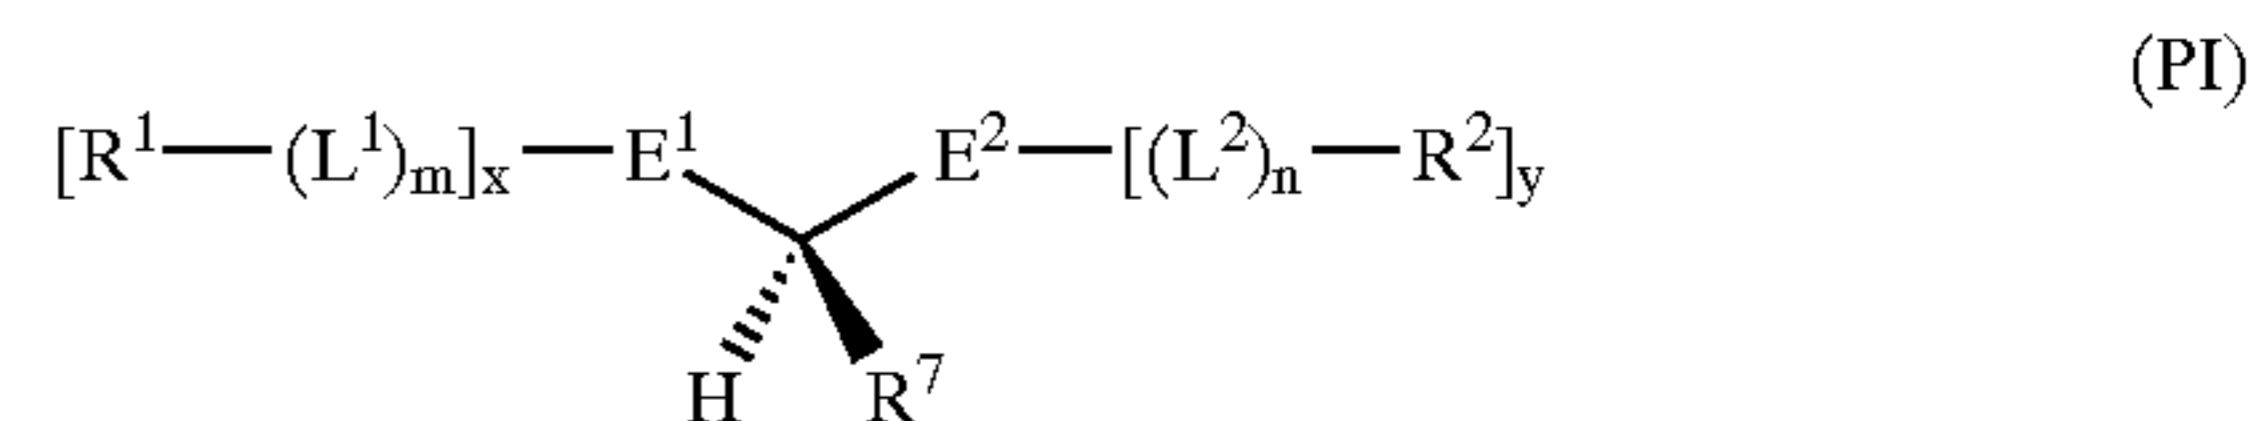 (PI)
[R¹—(L¹)ₘ]ₓ—E¹ E²—[(L²)ₙ—R²]y
H R⁷